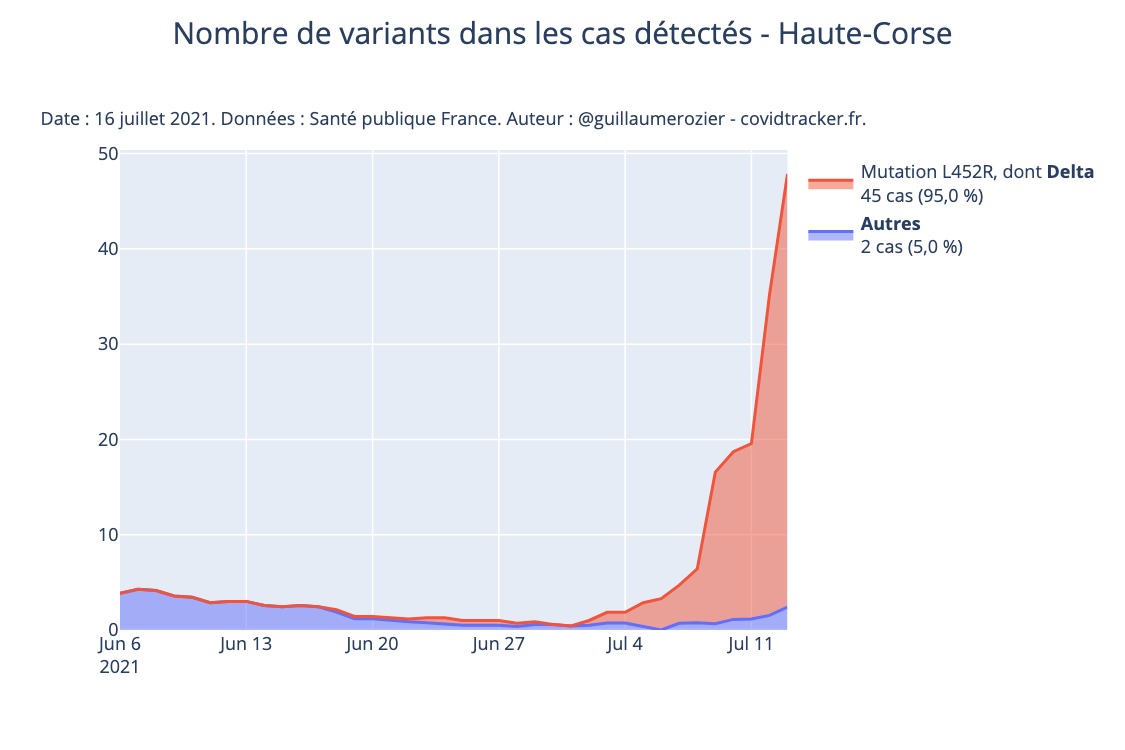 Nombre de variants dans les cas détectés - Haute-Corse
Date : 16 juillet 2021. Données : Santé publique France. Auteur : @guillaumerozier - covidtracker.fr.
50
40
30
20
10
0
Jun 6
2021
Jun 13
Jun 20
Jun 27
Jul 4
Jul 11
Mutation L452R, dont Delta
45 cas (95,0 %)
Autres
2 cas (5,0 %)